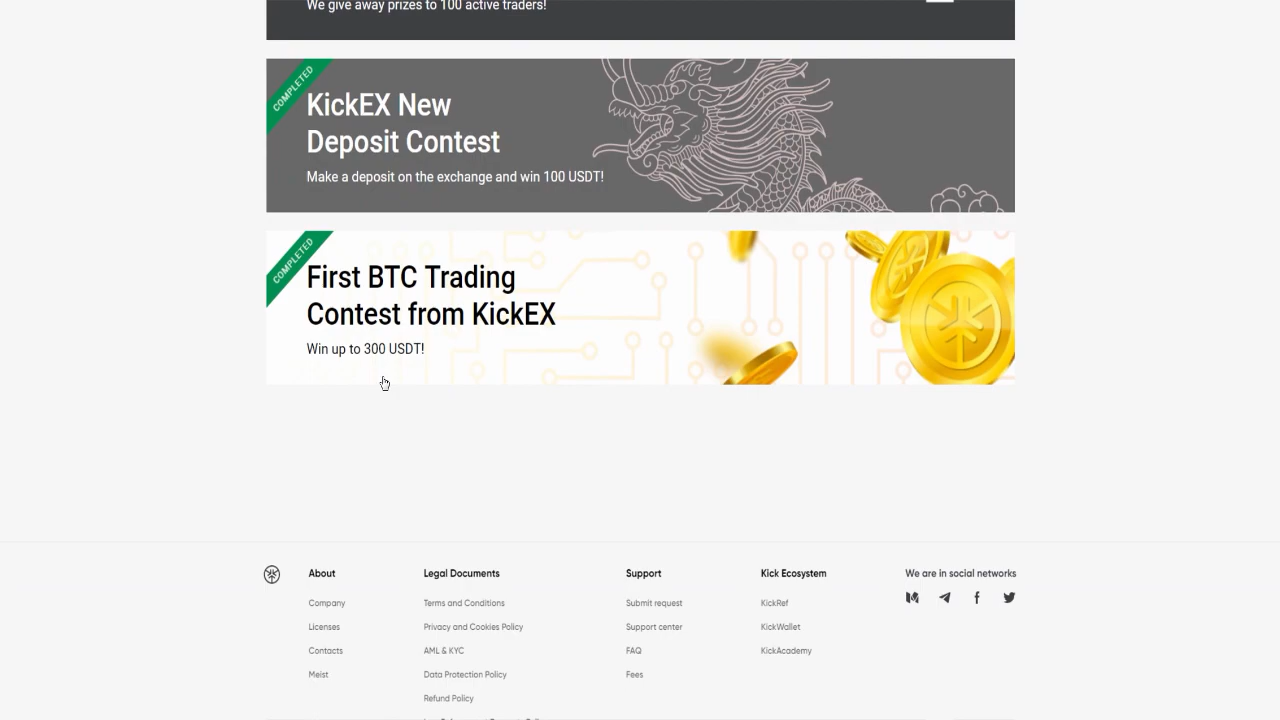 We give away prizes to 100 active traders!
COMPLETED
KickEX New
Deposit Contest
Make a deposit on the exchange and win 100 USDT!
COMPLETED
First BTC Trading
Contest from KickEX
Win up to 300 USDT!
About
Company
Licenses
Contacts
Meist
Legal Documents
Terms and Conditions
Privacy and Cookies Policy
AML & KYC
Data Protection Policy
Refund Policy
Support
Submit request
Support center
FAQ
Fees
Kick Ecosystem
KickRef
KickWallet
KickAcademy
We are in social networks